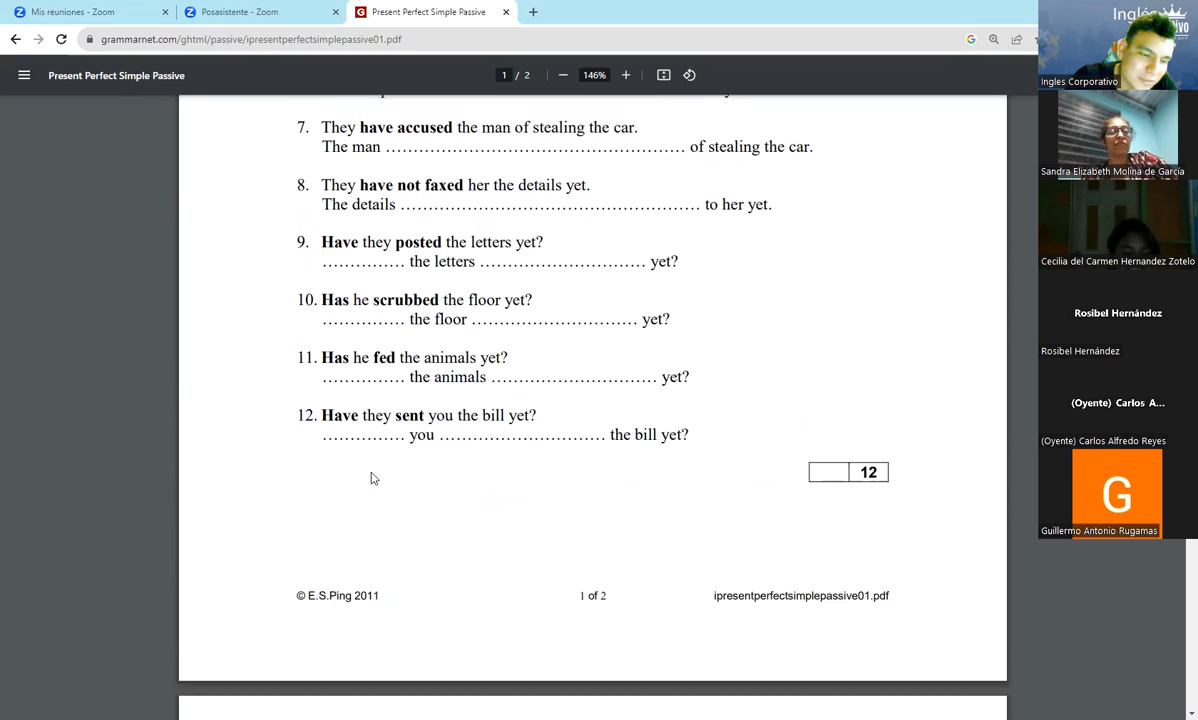 Mis reuniones - Zoom
Posasistente - Zoom
Present Perfect Simple Passive
grammarnet.com/ghtml/passive/ipresentperfectsimplepassive01.pdf
Present Perfect Simple Passive
1 / 2
146%
7. They have accused the man of stealing the car.
The man ………………………………………………… of stealing the car.
8. They have not faxed her the details yet.
The details ………………………………………………… to her yet.
9. Have they posted the letters yet?
…………… the letters ………………………… yet?
10. Has he scrubbed the floor yet?
…………… the floor ………………………… yet?
11. Has he fed the animals yet?
…………… the animals ………………………… yet?
12. Have they sent you the bill yet?
…………… you ………………………… the bill yet?
12
© E.S.Ping 2011
1 of 2
ipresentperfectsimplepassive01.pdf
Ingles Corporativo
Sandra Elizabeth Molina de García
Cecilia del Carmen Hernandez Zotelo
Rosibel Hernández
Rosibel Hernández
(Oyente) Carlos A...
(Oyente) Carlos Alfredo Reyes
G
Guillermo Antonio Rugamas